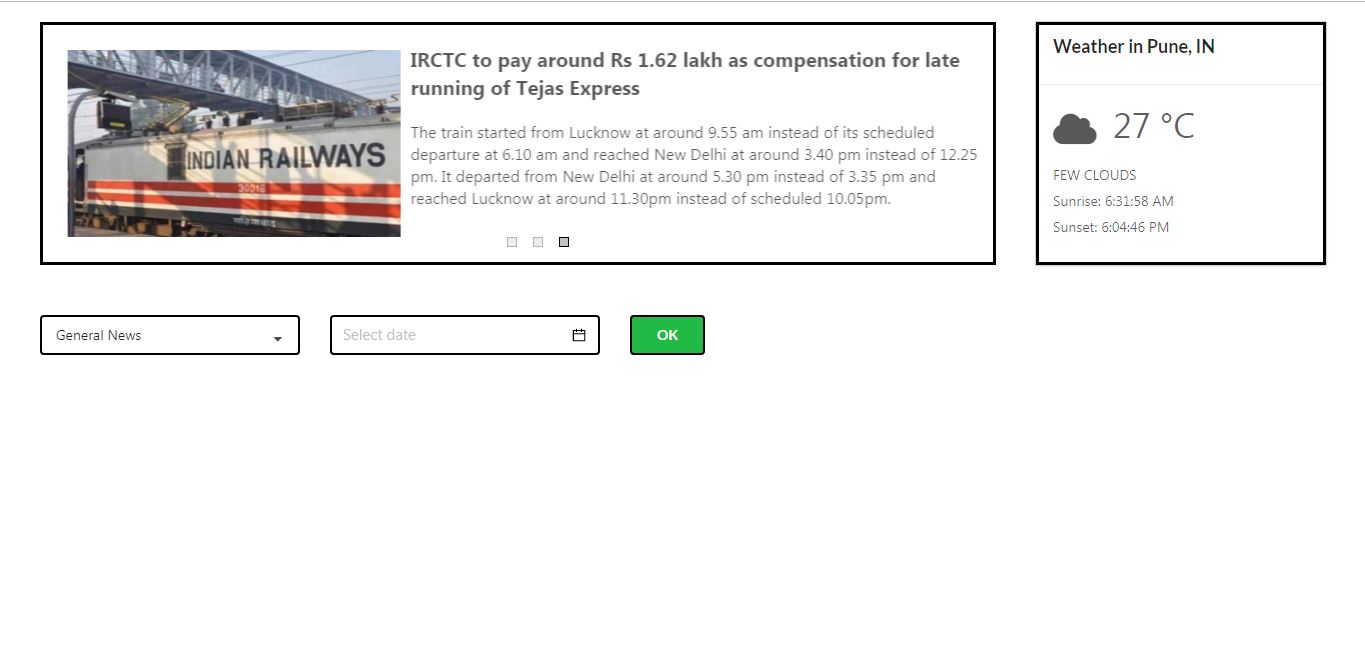 IRCTC to pay around Rs 1.62 lakh as compensation for late
running of Tejas Express
The train started from Lucknow at around 9.55 am instead of its scheduled
departure at 6.10 am and reached New Delhi at around 3.40 pm instead of 12.25
pm. It departed from New Delhi at around 5.30 pm instead of 3.35 pm and
reached Lucknow at around 11.30pm instead of scheduled 10.05pm.
INDIAN RAILWAYS
30018
Weather in Pune, IN
27 °C
FEW CLOUDS
Sunrise: 6:31:58 AM
Sunset: 6:04:46 PM
General News
Select date
OK